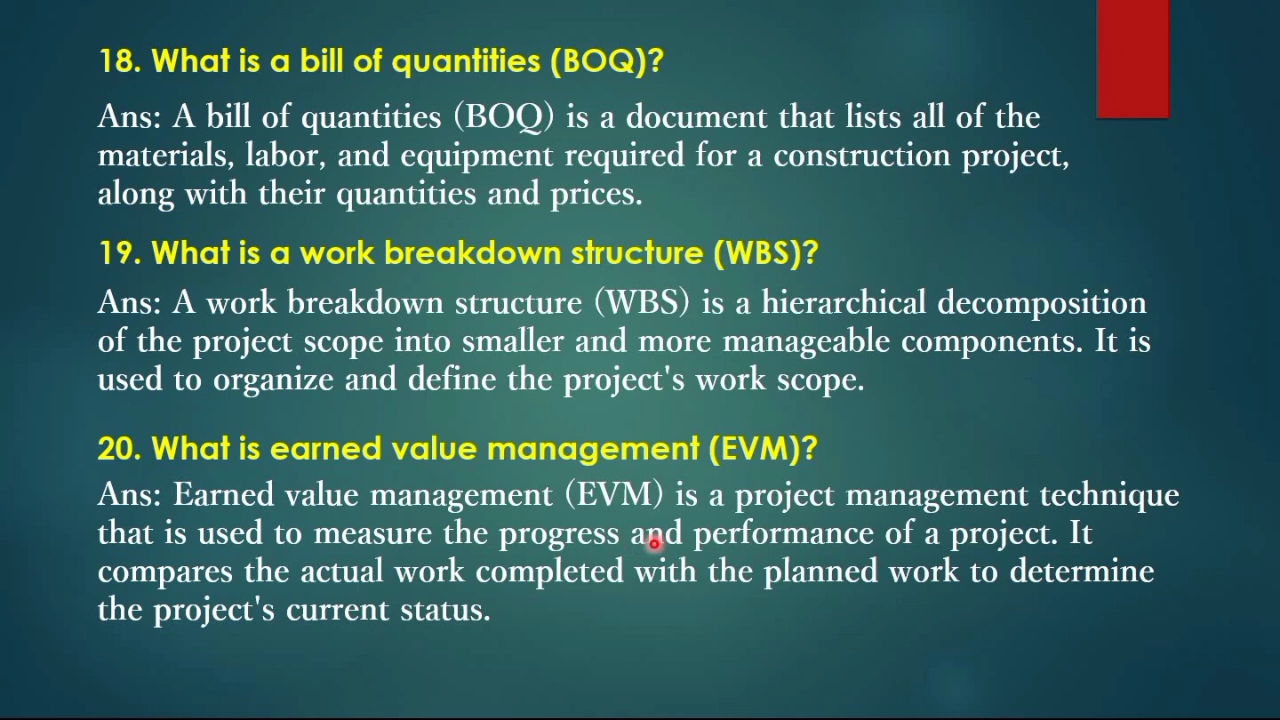 18. What is a bill of quantities (BOQ)?
Ans: A bill of quantities (BOQ) is a document that lists all of the
materials, labor, and equipment required for a construction project,
along with their quantities and prices.
19. What is a work breakdown structure (WBS)?
Ans: A work breakdown structure (WBS) is a hierarchical decomposition
of the project scope into smaller and more manageable components. It is
used to organize and define the project's work scope.
20. What is earned value management (EVM)?
Ans: Earned value management (EVM) is a project management technique
that is used to measure the progress and performance of a project. It
compares the actual work completed with the planned work to determine
the project's current status.